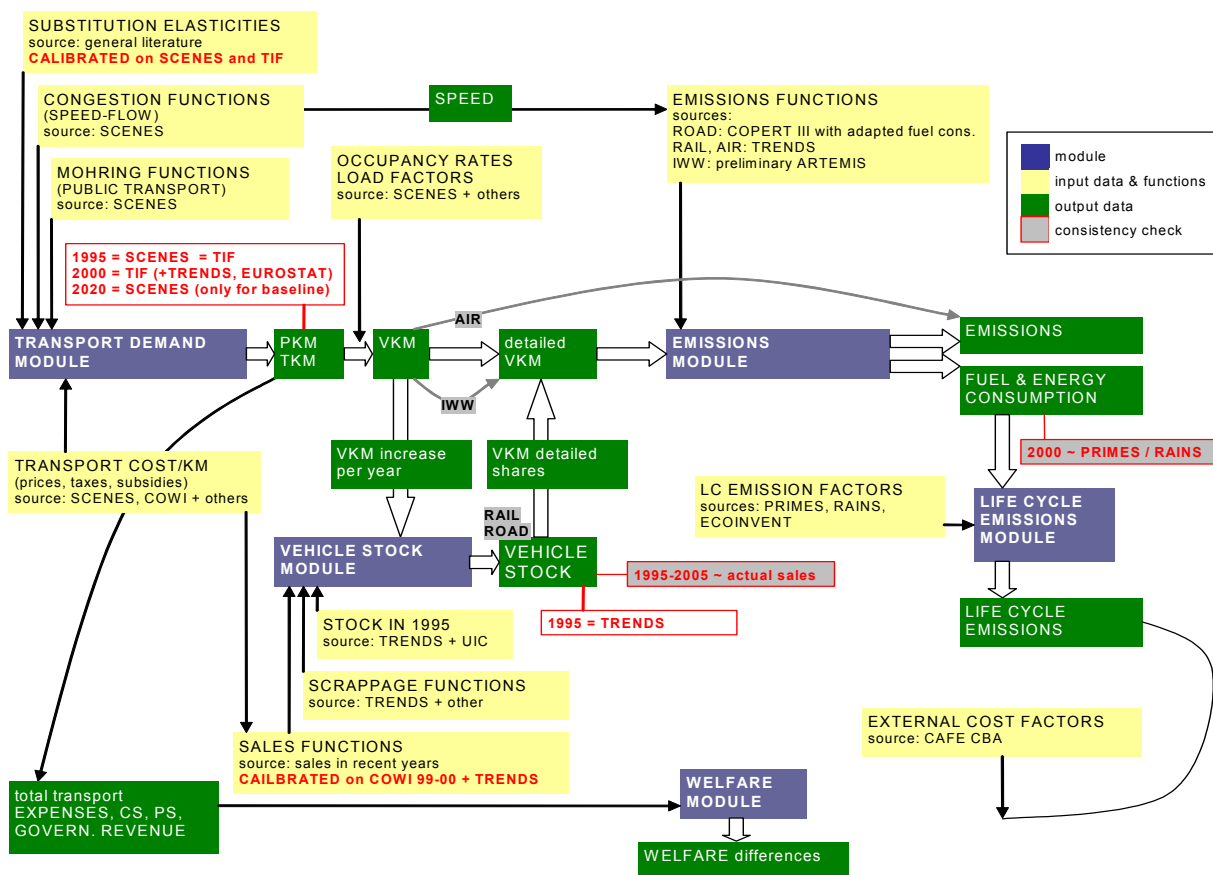 SUBSTITUTION ELASTICITIES
source: general literature
CALIBRATED on SCENES and TIF
CONGESTION FUNCTIONS
(SPEED-FLOW)
source: SCENES
SPEED
EMISSIONS FUNCTIONS
sources:
ROAD: COPERT III with adapted fuel cons.
RAIL, AIR: TRENDS
IWW: preliminary ARTEMIS
module
input data & functions
output data
consistency check
MOHRING FUNCTIONS
(PUBLIC TRANSPORT)
source: SCENES
OCCUPANCY RATES
LOAD FACTORS
source: SCENES + others
1995 = SCENES = TIF
2000 = TIF (+TRENDS, EUROSTAT)
2020 = SCENES (only for baseline)
TRANSPORT DEMAND
MODULE
PKM
TKM
VKM
AIR
IWW
detailed
VKM
EMISSIONS
MODULE
EMISSIONS
FUEL & ENERGY
CONSUMPTION
2000 ~ PRIMES / RAINS
VKM increase
per year
VKM detailed
shares
TRANSPORT COST/KM
(prices, taxes, subsidies)
source: SCENES, COWI + others
LC EMISSION FACTORS
sources: PRIMES, RAINS,
ECOINVENT
LIFE CYCLE
EMISSIONS
MODULE
RAIL
ROAD
VEHICLE STOCK
MODULE
VEHICLE
STOCK
1995-2005 ~ actual sales
1995 = TRENDS
LIFE CYCLE
EMISSIONS
STOCK IN 1995
source: TRENDS + UIC
SCRAPPAGE FUNCTIONS
source: TRENDS + other
SALES FUNCTIONS
source: sales in recent years
CAILBRATED on COWI 99-00 + TRENDS
EXTERNAL COST FACTORS
source: CAFE CBA
total transport
EXPENSES, CS, PS,
GOVERN. REVENUE
WELFARE
MODULE
WELFARE differences